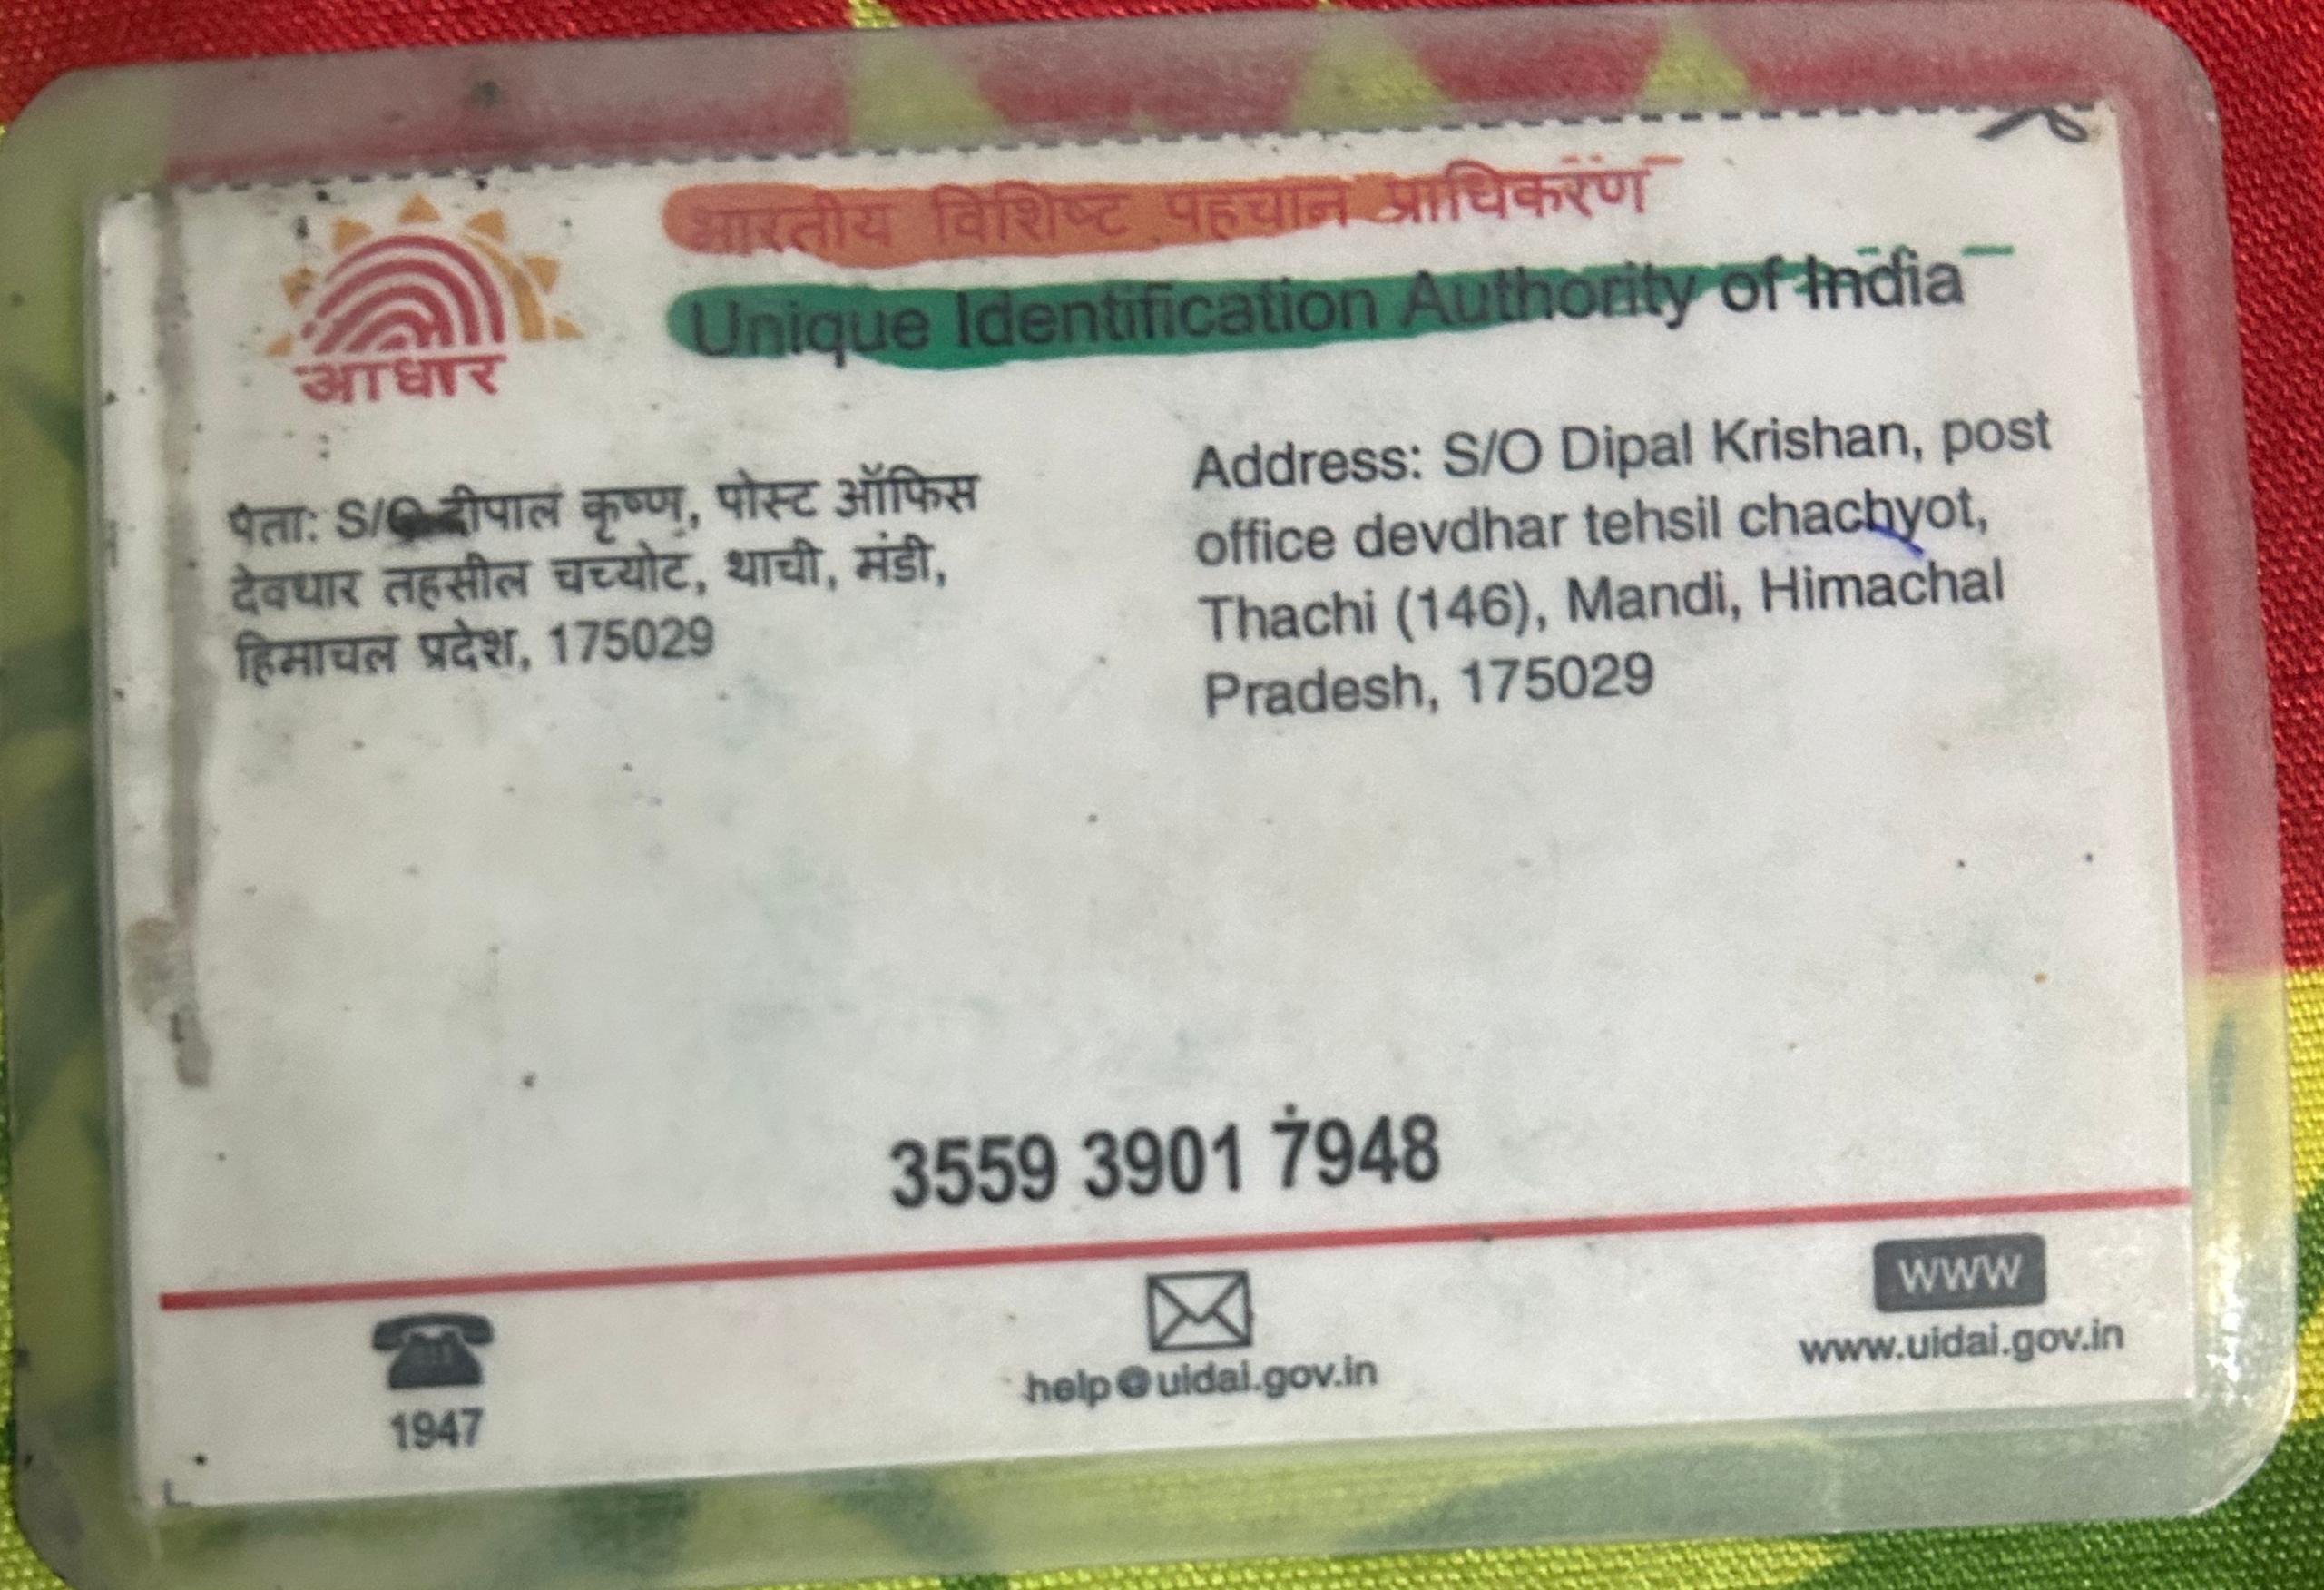 भारतीय विशिष्ट पहचान प्राधिकरण
Unique Identification Authority of India
आधार
पता: S/O दीपाल कृष्ण, पोस्ट ऑफिस
देवधार तहसील चच्योट, थाची, मंडी,
हिमाचल प्रदेश, 175029
Address: S/O Dipal Krishan, post
office devdhar tehsil chachyot,
Thachi (146), Mandi, Himachal
Pradesh, 175029
3559 3901 7948
1947
help@uidai.gov.in
WWW
www.uidai.gov.in